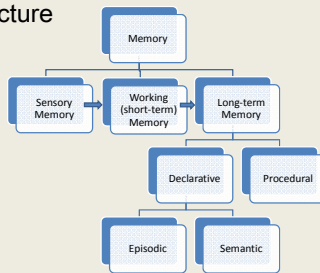 cture
Memory
Sensory
Memory
Working
(short-term)
Memory
Long-term
Memory
Declarative
Procedural
Episodic
Semantic